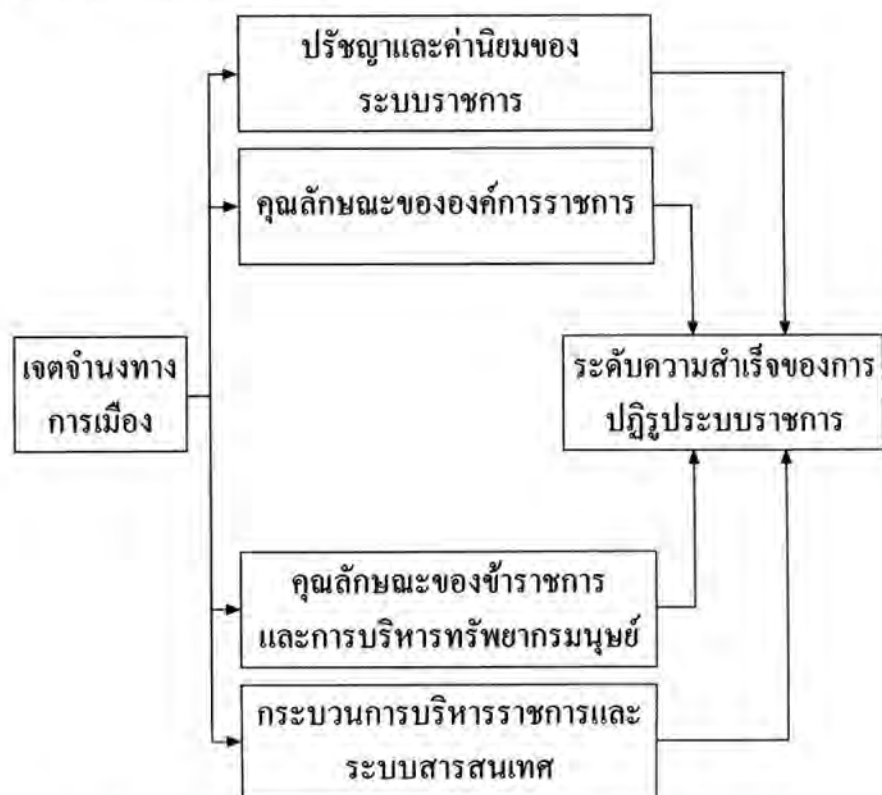 ปรัชญาและค่านิยมของ
ระบบราชการ
คุณลักษณะขององค์การราชการ
เจตจำนงทาง
การเมือง
ระดับความสำเร็จของการ
ปฏิรูประบบราชการ
คุณลักษณะของข้าราชการ
และการบริหารทรัพยากรมนุษย์
กระบวนการบริหารราชการและ
ระบบสารสนเทศ